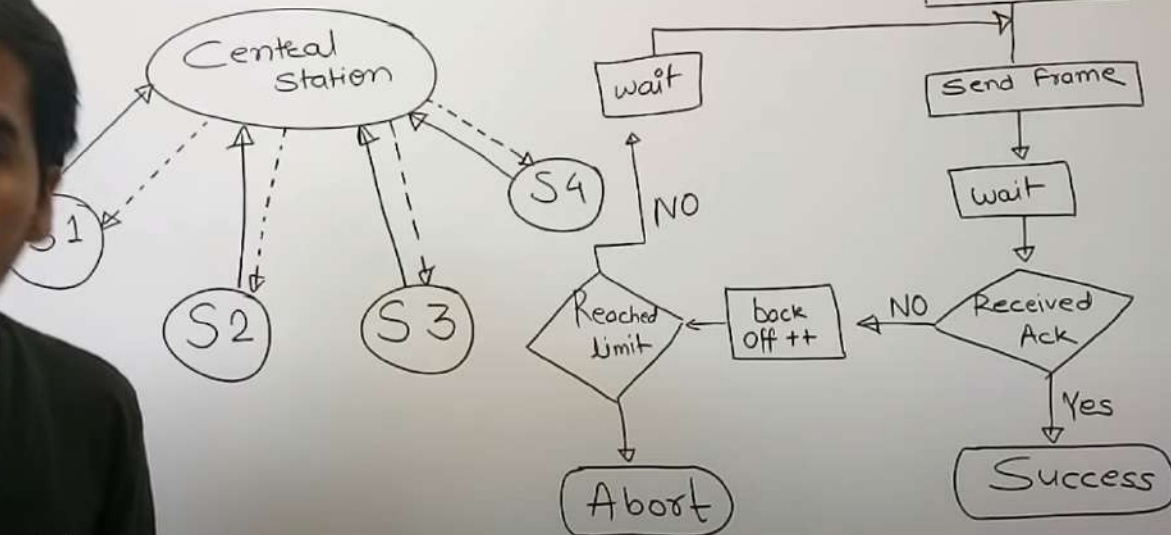 Central
Station
S1
S2
S3
S4
wait
NO
Reached
limit
Abort
back
off ++
NO
Send Frame
wait
Received
Ack
Yes
Success